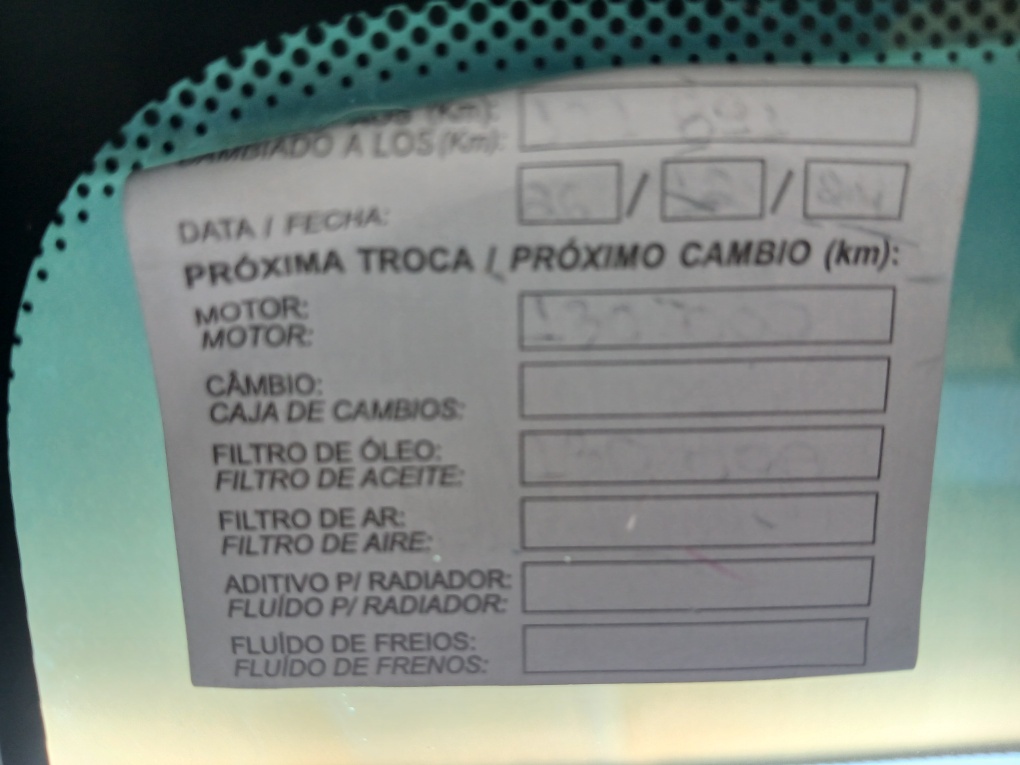 (Km):
CAMBIADO A LOS (Km):
DATA / FECHA: / /
PRÓXIMA TROCA / PRÓXIMO CAMBIO (km):
MOTOR:
MOTOR:
CÂMBIO:
CAJA DE CAMBIOS:
FILTRO DE ÓLEO:
FILTRO DE ACEITE:
FILTRO DE AR:
FILTRO DE AIRE:
ADITIVO P/ RADIADOR:
FLUÍDO P/ RADIADOR:
FLUÍDO DE FREIOS:
FLUÍDO DE FRENOS: